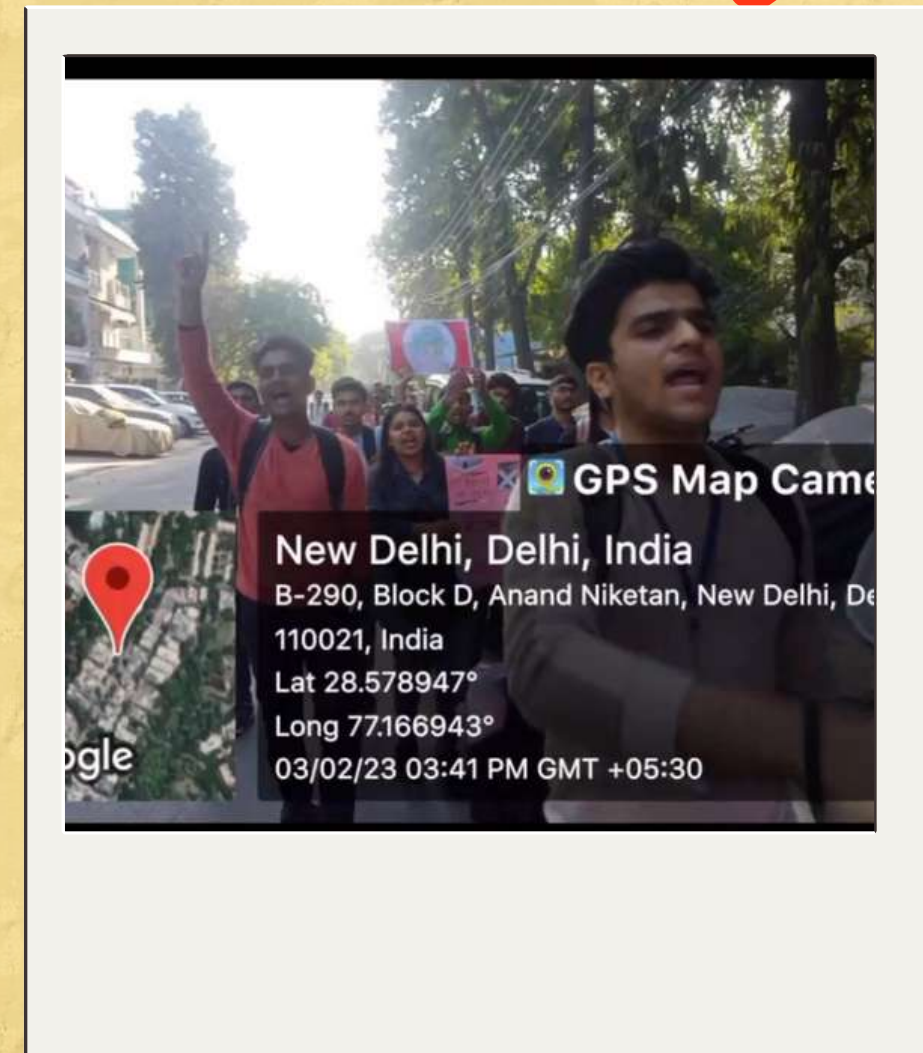 GPS Map Came
New Delhi, Delhi, India
B-290, Block D, Anand Niketan, New Delhi, De
110021, India
Lat 28.578947°
Long 77.166943°
03/02/23 03:41 PM GMT +05:30
ogle